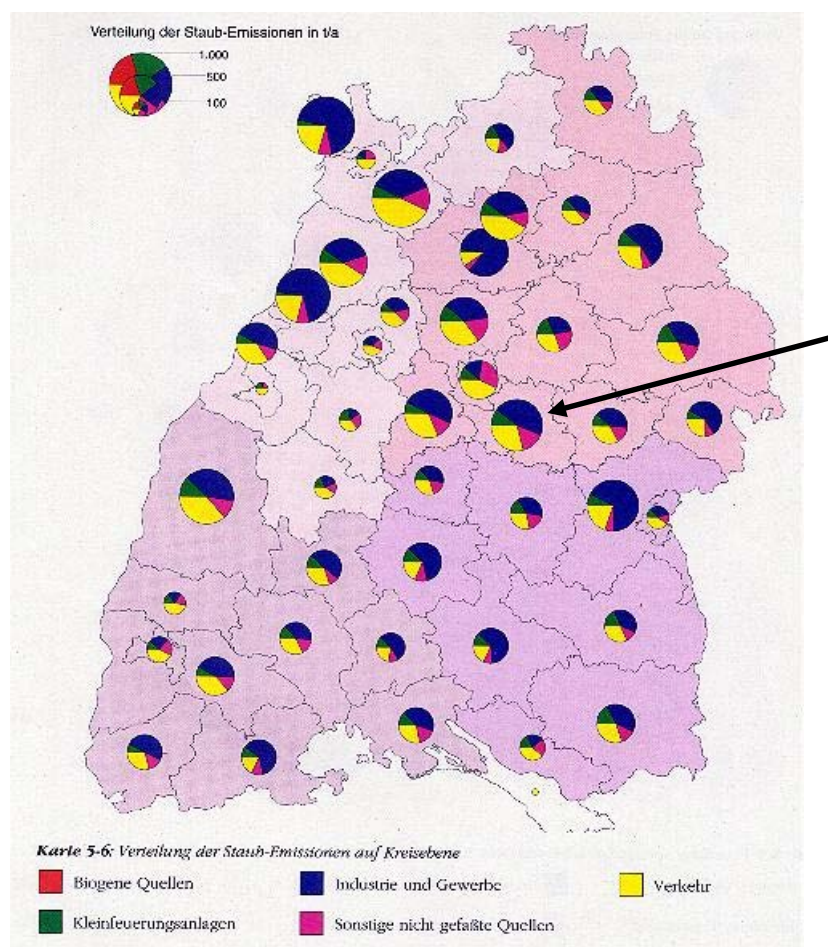 Verteilung der Staub-Emissionen in t/a
1.000
500
100
Karte 5-6: Verteilung der Staub-Emissionen auf Kreisebene
Biogene Quellen
Industrie und Gewerbe
Verkehr
Kleinfeuerungsanlagen
Sonstige nicht gefaßte Quellen